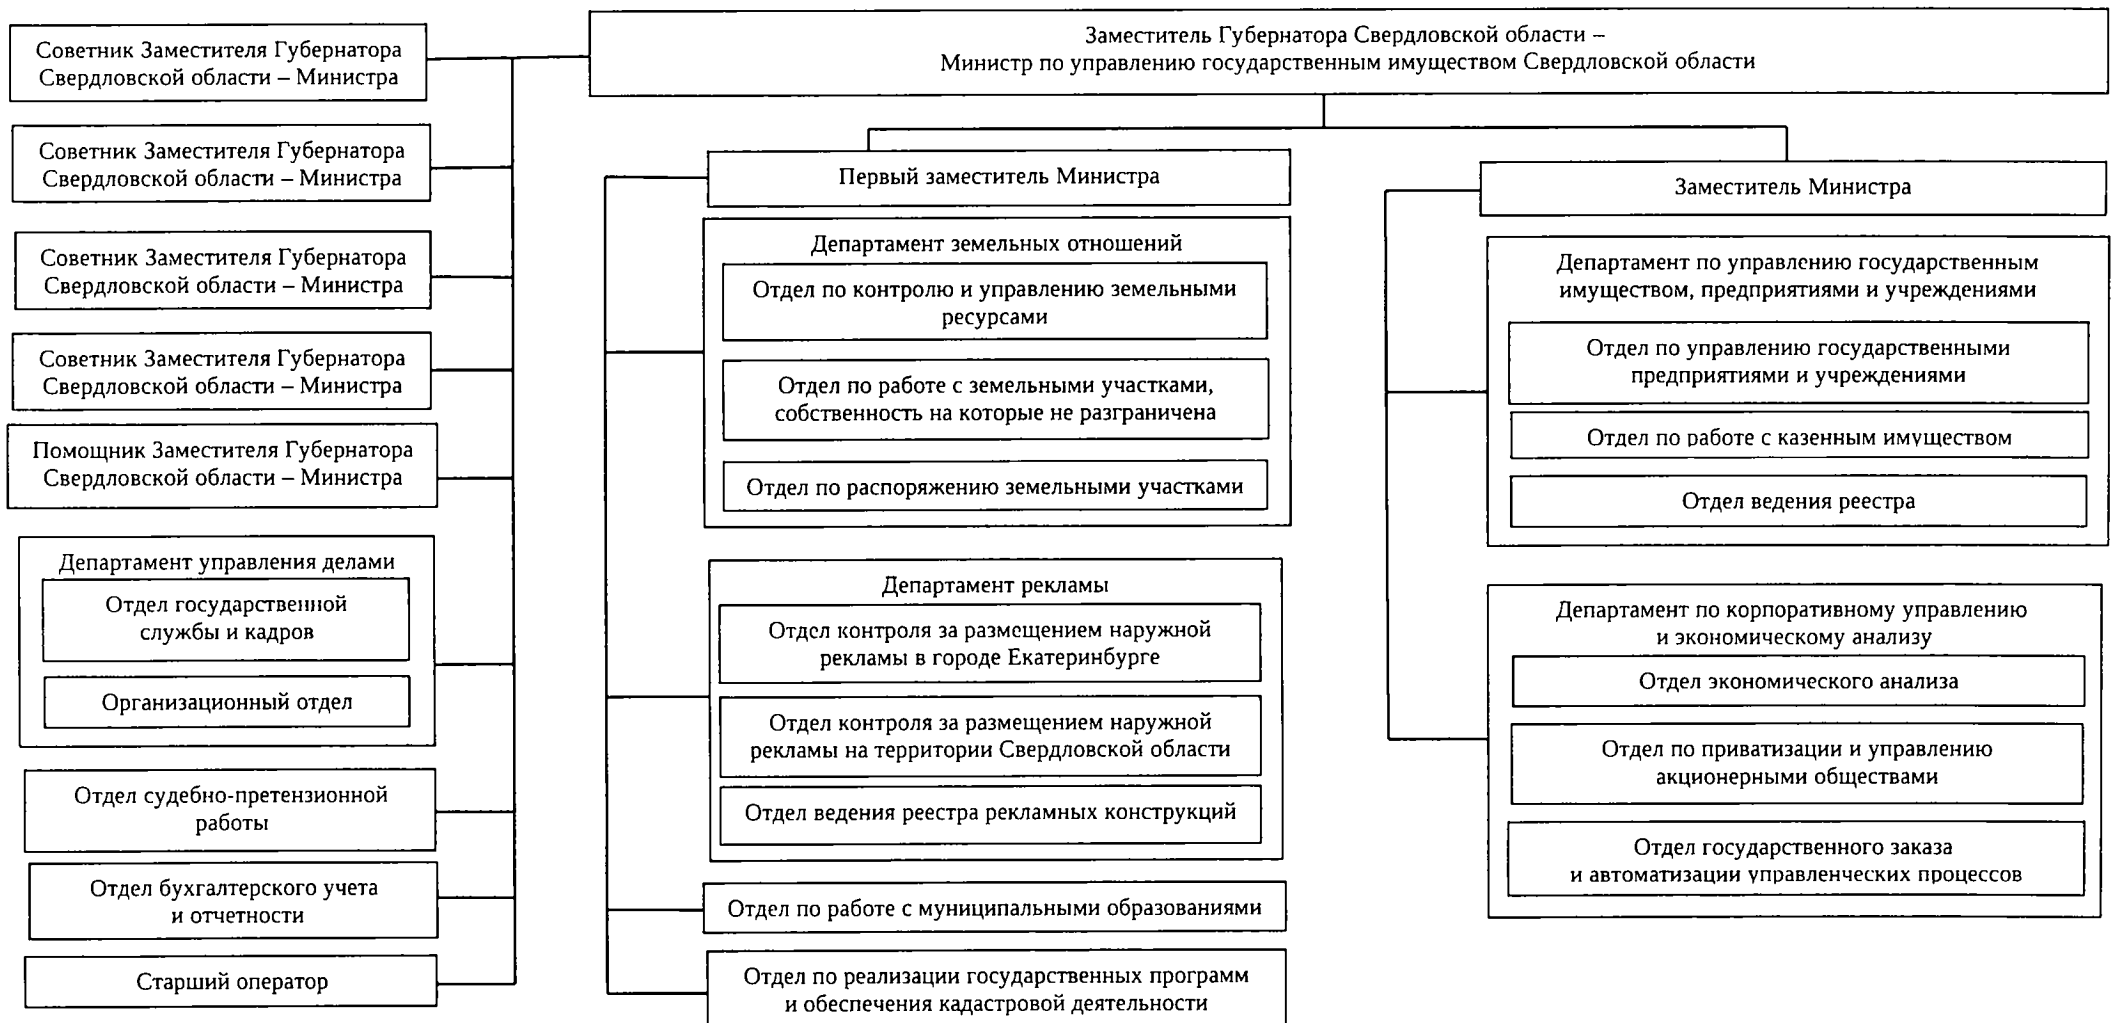 Заместитель Губернатора Свердловской области –
Министр по управлению государственным имуществом Свердловской области
Советник Заместителя Губернатора
Свердловской области – Министра
Советник Заместителя Губернатора
Свердловской области – Министра
Советник Заместителя Губернатора
Свердловской области – Министра
Советник Заместителя Губернатора
Свердловской области – Министра
Помощник Заместителя Губернатора
Свердловской области – Министра
Департамент управления делами
Отдел государственной
службы и кадров
Организационный отдел
Отдел судебно-претензионной
работы
Отдел бухгалтерского учета
и отчетности
Старший оператор
Первый заместитель Министра
Департамент земельных отношений
Отдел по контролю и управлению земельными
ресурсами
Отдел по работе с земельными участками,
собственность на которые не разграничена
Отдел по распоряжению земельными участками
Департамент рекламы
Отдел контроля за размещением наружной
рекламы в городе Екатеринбурге
Отдел контроля за размещением наружной
рекламы на территории Свердловской области
Отдел ведения реестра рекламных конструкций
Отдел по работе с муниципальными образованиями
Отдел по реализации государственных программ
и обеспечения кадастровой деятельности
Заместитель Министра
Департамент по управлению государственным
имуществом, предприятиями и учреждениями
Отдел по управлению государственными
предприятиями и учреждениями
Отдел по работе с казенным имуществом
Отдел ведения реестра
Департамент по корпоративному управлению
и экономическому анализу
Отдел экономического анализа
Отдел по приватизации и управлению
акционерными обществами
Отдел государственного заказа
и автоматизации управленческих процессов